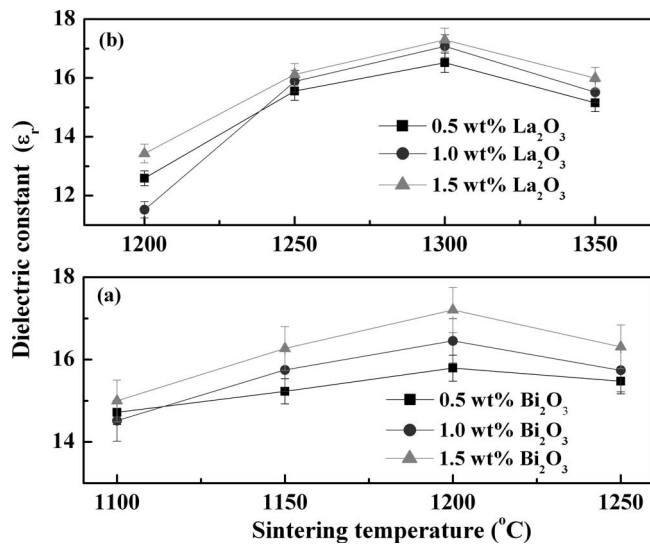 Dielectric constant (εᵣ)
(b)
18
16
14
12
0.5 wt% La₂O₃
1.0 wt% La₂O₃
1.5 wt% La₂O₃
1200 1250 1300 1350
(a)
18
16
14
0.5 wt% Bi₂O₃
1.0 wt% Bi₂O₃
1.5 wt% Bi₂O₃
1100 1150 1200 1250
Sintering temperature (°C)